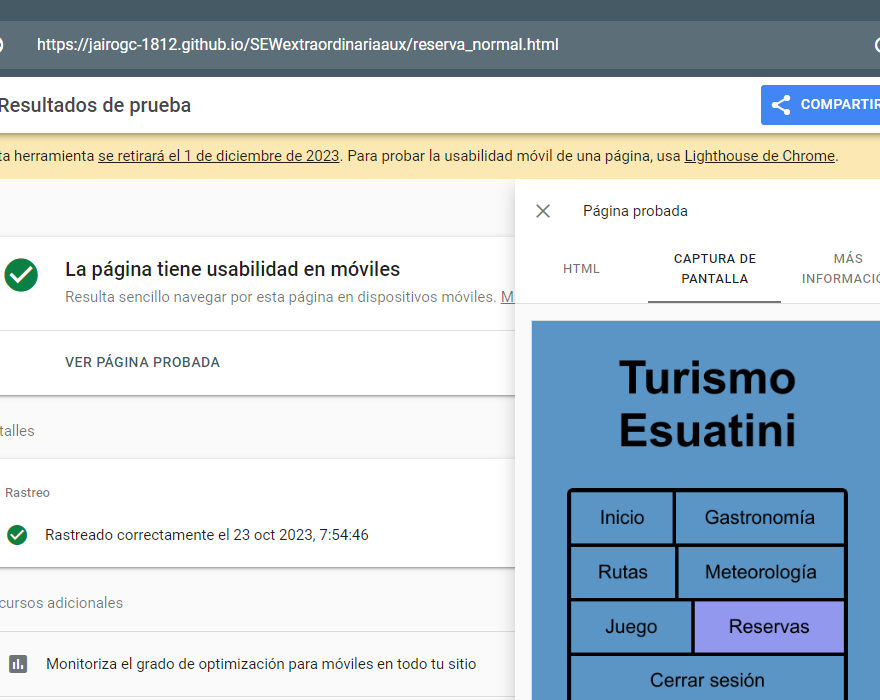 https://jairogc-1812.github.io/SEWextraordinariaaux/reserva_normal.html
Resultados de prueba
COMPARTIR
ta herramienta se retirará el 1 de diciembre de 2023. Para probar la usabilidad móvil de una página, usa Lighthouse de Chrome.
La página tiene usabilidad en móviles
Resulta sencillo navegar por esta página en dispositivos móviles. M
VER PÁGINA PROBADA
talles
Rastreo
Rastreado correctamente el 23 oct 2023, 7:54:46
cursos adicionales
Monitoriza el grado de optimización para móviles en todo tu sitio
Página probada
HTML
CAPTURA DE
PANTALLA
MÁS
INFORMACIÓ
Turismo
Esuatini
Inicio
Gastronomía
Rutas
Meteorología
Juego
Reservas
Cerrar sesión